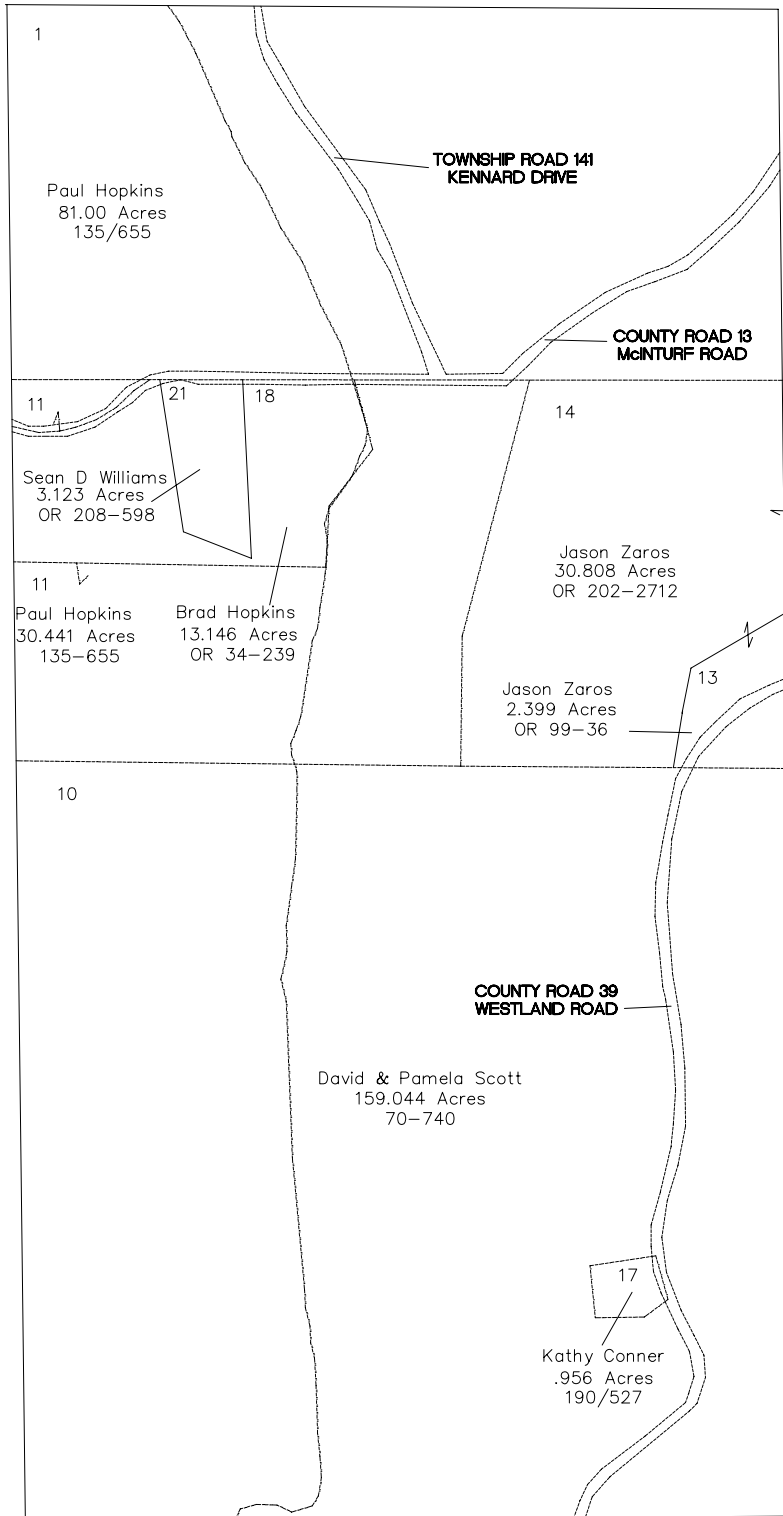 1
TOWNSHIP ROAD 141
KENNARD DRIVE
Paul Hopkins
81.00 Acres
135/655
COUNTY ROAD 13
McINTURF ROAD
11
21
18
14
Sean D Williams
3.123 Acres
OR 208-598
Jason Zaros
30.808 Acres
OR 202-2712
11
Paul Hopkins
30.441 Acres
135-655
Brad Hopkins
13.146 Acres
OR 34-239
13
Jason Zaros
2.399 Acres
OR 99-36
10
COUNTY ROAD 39
WESTLAND ROAD
David & Pamela Scott
159.044 Acres
70-740
17
Kathy Conner
.956 Acres
190/527